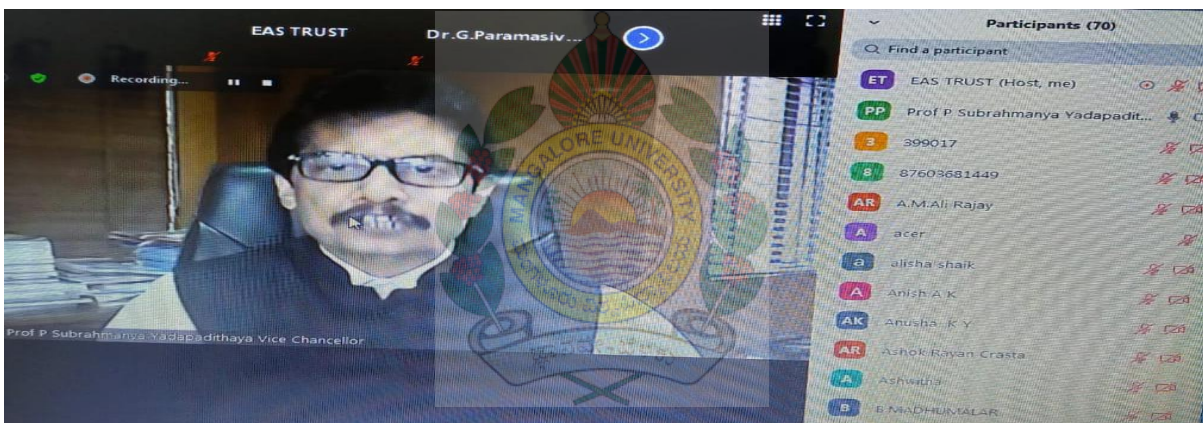 EAS TRUST
Dr.G.Paramasiv...
Recording...
Prof P Subrahmanya Yadapadithaya Vice Chancellor
MANGALORE UNIVERSITY
Participants (70)
Find a participant
ET EAS TRUST (Host, me)
PP Prof P Subrahmanya Yadapadit...
3 399017
8 87603681449
AR A.M.Ali Rajay
A acer
a alisha shaik
A Anish A K
AK Anusha K Y
AR Ashok Rayan Crasta
A Ashwitha
B B MADHUMALAR